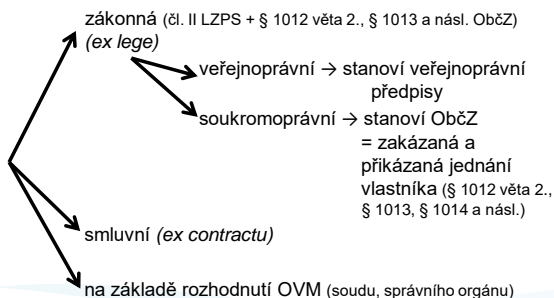 zákonná (čl. II LZPS + § 1012 věta 2., § 1013 a násl. ObčZ)
(ex lege)
veřejnoprávní → stanoví veřejnoprávní
předpisy
soukromoprávní → stanoví ObčZ
= zakázaná a
přikázaná jednání
vlastníka (§ 1012 věta 2.,
§ 1013, § 1014 a násl.)
smluvní (ex contractu)
na základě rozhodnutí OVM (soudu, správního orgánu)